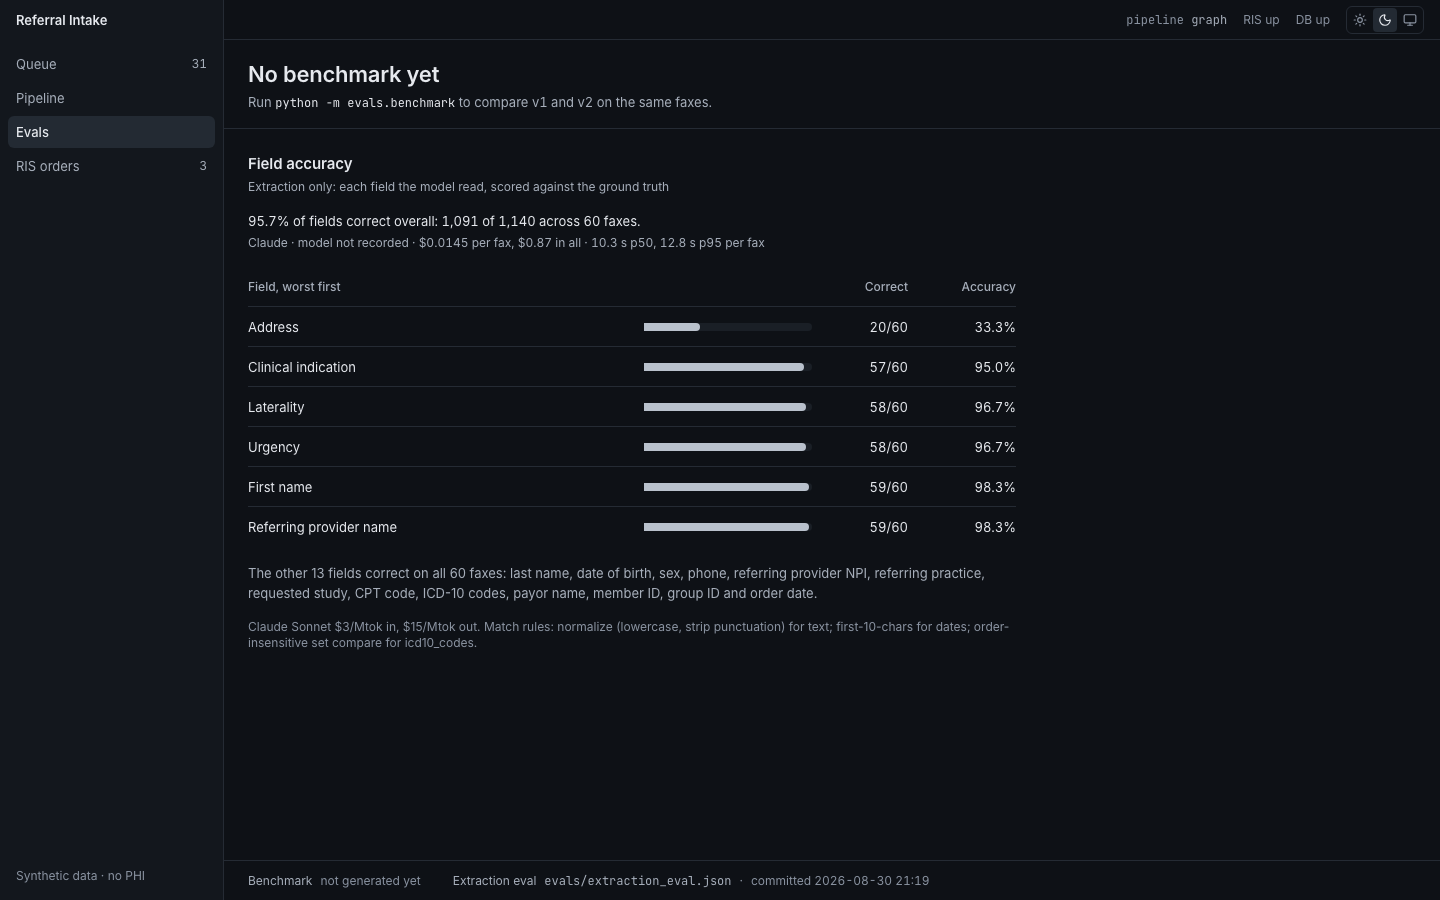 Referral Intake
pipeline graph RIS up DB up
Queue 31
Pipeline
Evals
RIS orders 3
No benchmark yet
Run python -m evals.benchmark to compare v1 and v2 on the same faxes.
Field accuracy
Extraction only: each field the model read, scored against the ground truth
95.7% of fields correct overall: 1,091 of 1,140 across 60 faxes.
Claude · model not recorded · $0.0145 per fax, $0.87 in all · 10.3 s p50, 12.8 s p95 per fax
Field, worst first Correct Accuracy
Address 20/60 33.3%
Clinical indication 57/60 95.0%
Laterality 58/60 96.7%
Urgency 58/60 96.7%
First name 59/60 98.3%
Referring provider name 59/60 98.3%
The other 13 fields correct on all 60 faxes: last name, date of birth, sex, phone, referring provider NPI, referring practice,
requested study, CPT code, ICD-10 codes, payor name, member ID, group ID and order date.
Claude Sonnet $3/Mtok in, $15/Mtok out. Match rules: normalize (lowercase, strip punctuation) for text; first-10-chars for dates; order-
insensitive set compare for icd10_codes.
Synthetic data · no PHI
Benchmark not generated yet Extraction eval evals/extraction_eval.json · committed 2026-08-30 21:19